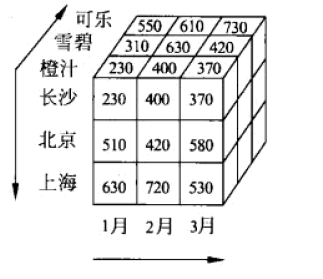 可乐 550 610 730
雪碧 310 630 420
橙汁 230 400 370
长沙 230 400 370
北京 510 420 580
上海 630 720 530
1月 2月 3月